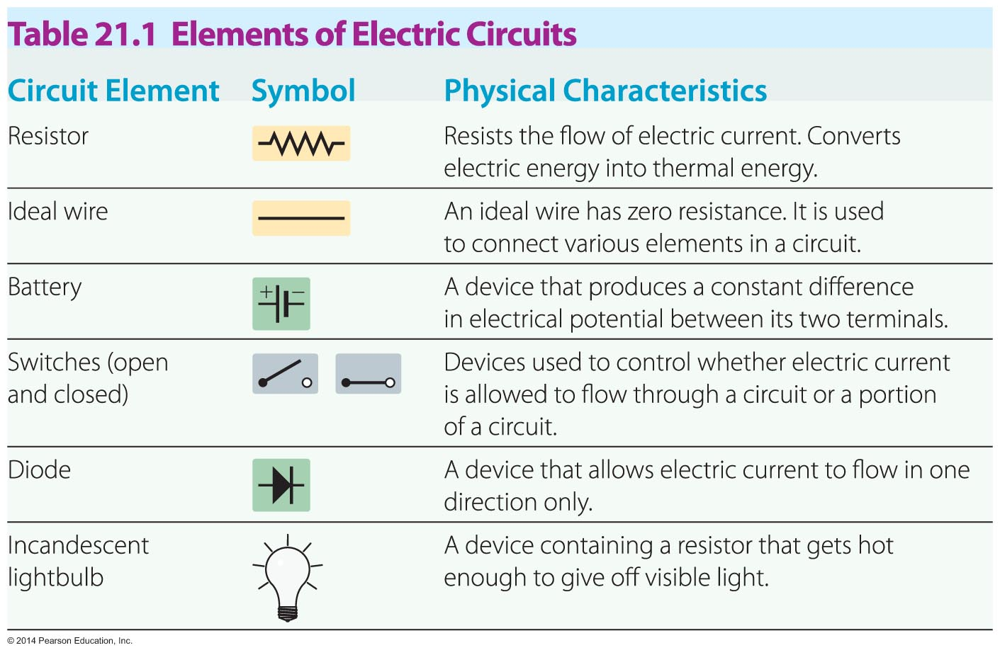 Table 21.1 Elements of Electric Circuits
Circuit Element Symbol Physical Characteristics
Resistor
Resists the flow of electric current. Converts
electric energy into thermal energy.
Ideal wire
An ideal wire has zero resistance. It is used
to connect various elements in a circuit.
Battery
+ −
A device that produces a constant difference
in electrical potential between its two terminals.
Switches (open
and closed)
Devices used to control whether electric current
is allowed to flow through a circuit or a portion
of a circuit.
Diode
A device that allows electric current to flow in one
direction only.
Incandescent
lightbulb
A device containing a resistor that gets hot
enough to give off visible light.
© 2014 Pearson Education, Inc.